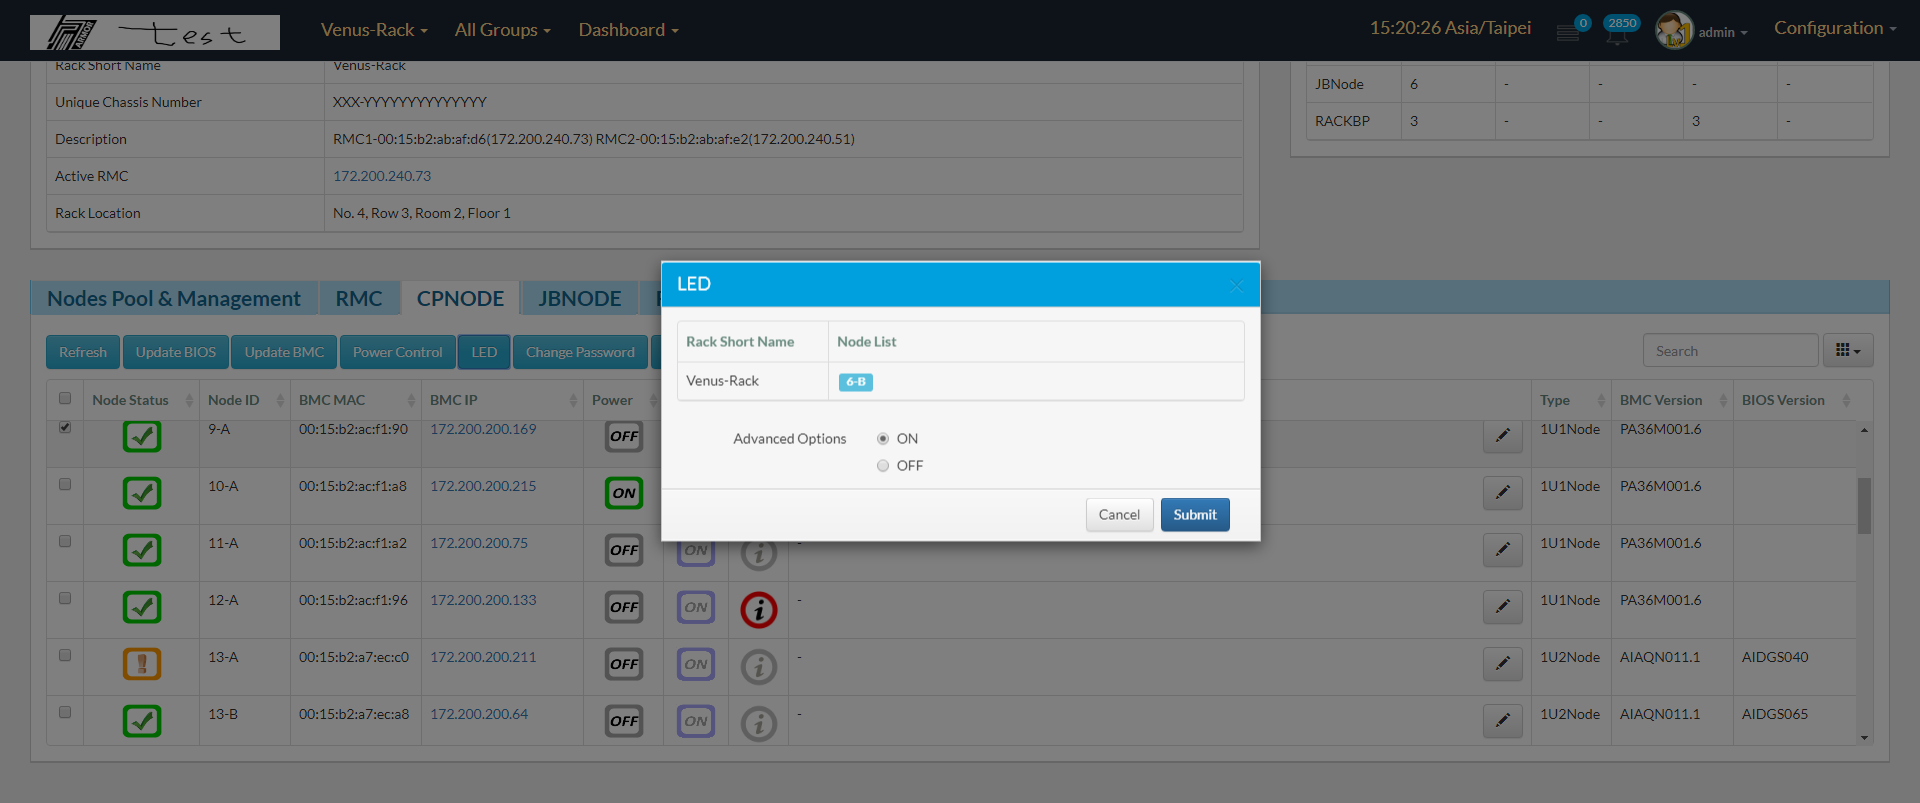 ARMOR test Venus-Rack All Groups Dashboard 15:20:26 Asia/Taipei 0 2850 admin Configuration
Rack Short Name Venus-Rack
Unique Chassis Number XXX-YYYYYYYYYYYYYY
Description RMC1-00:15:b2:ab:af:d6(172.200.240.73) RMC2-00:15:b2:ab:af:e2(172.200.240.51)
Active RMC 172.200.240.73
Rack Location No. 4, Row 3, Room 2, Floor 1
JBNode 6 - - - -
RACKBP 3 - - 3 -
Nodes Pool & Management RMC CPNODE JBNODE
Refresh Update BIOS Update BMC Power Control LED Change Password
Search
Node Status Node ID BMC MAC BMC IP Power Type BMC Version BIOS Version
9-A 00:15:b2:ac:f1:90 172.200.200.169 OFF 1U1Node PA36M001.6
10-A 00:15:b2:ac:f1:a8 172.200.200.215 ON 1U1Node PA36M001.6
11-A 00:15:b2:ac:f1:a2 172.200.200.75 OFF ON i - 1U1Node PA36M001.6
12-A 00:15:b2:ac:f1:96 172.200.200.133 OFF ON i - 1U1Node PA36M001.6
13-A 00:15:b2:a7:ec:c0 172.200.200.211 OFF ON i - 1U2Node AIAQN011.1 AIDGS040
13-B 00:15:b2:a7:ec:a8 172.200.200.64 OFF ON i - 1U2Node AIAQN011.1 AIDGS065
LED
Rack Short Name Node List
Venus-Rack 6-B
Advanced Options ON
OFF
Cancel Submit